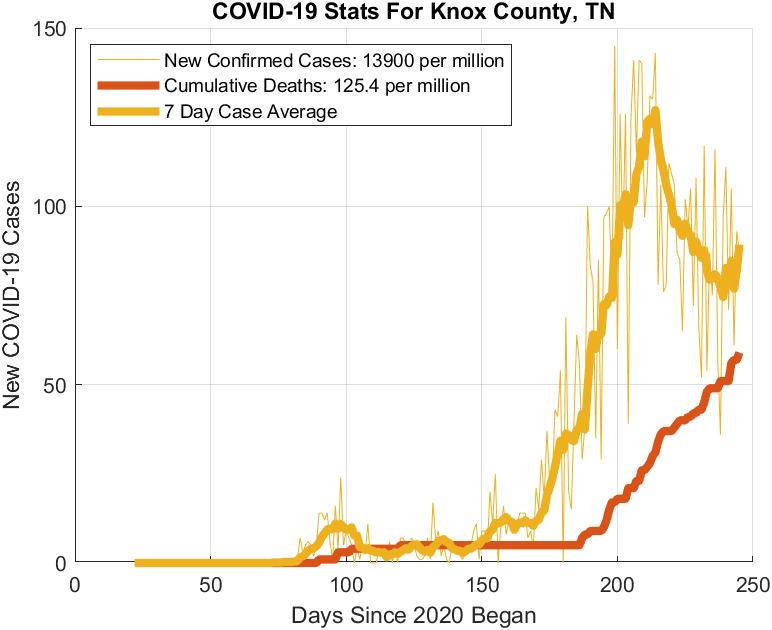 COVID-19 Stats For Knox County, TN
150
New Confirmed Cases: 13900 per million
Cumulative Deaths: 125.4 per million
7 Day Case Average
100
New COVID-19 Cases
50
0
0 50 100 150 200 250
Days Since 2020 Began